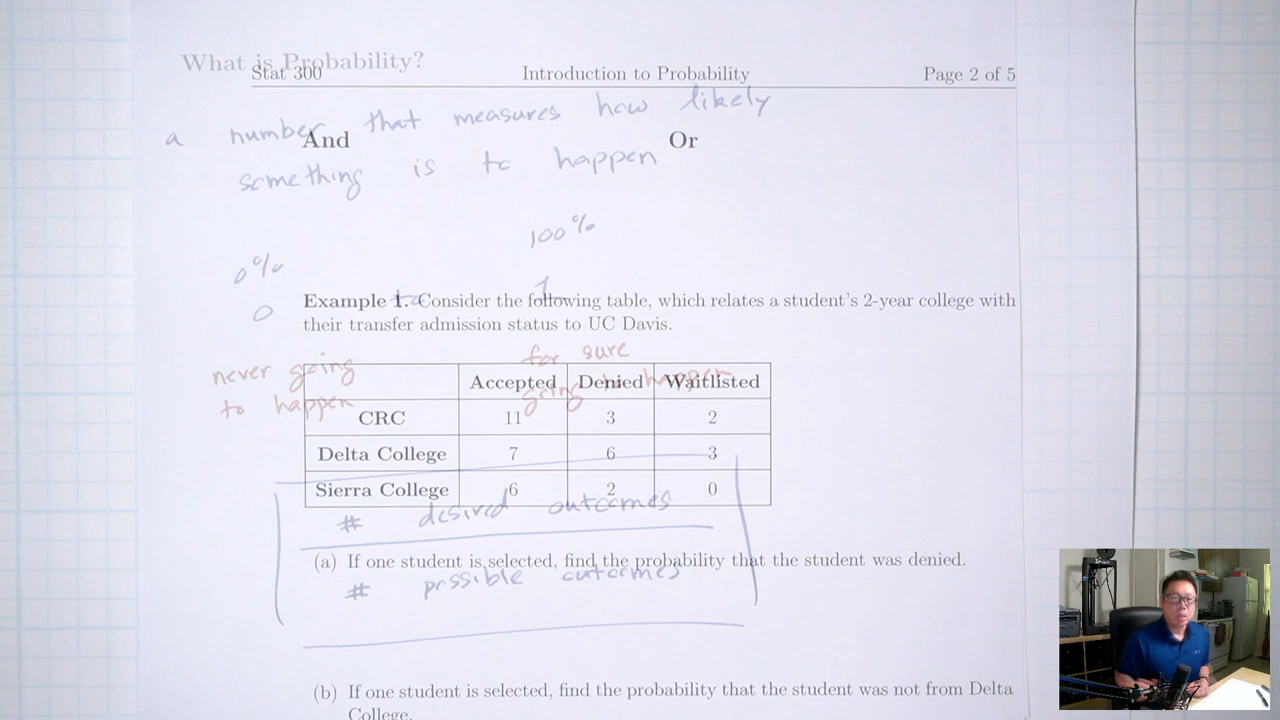 What is Probability?
Stat 300 Introduction to Probability Page 2 of 5
a number that measures how likely
And Or
something is to happen
100%
0%
1
0
Example 1. Consider the following table, which relates a student's 2-year college with
their transfer admission status to UC Davis.
for sure
never going
to happen
going to happen
Accepted Denied Waitlisted
CRC 11 3 2
Delta College 7 6 3
Sierra College 6 2 0
# desired outcomes
(a) If one student is selected, find the probability that the student was denied.
# possible outcomes
(b) If one student is selected, find the probability that the student was not from Delta
College.